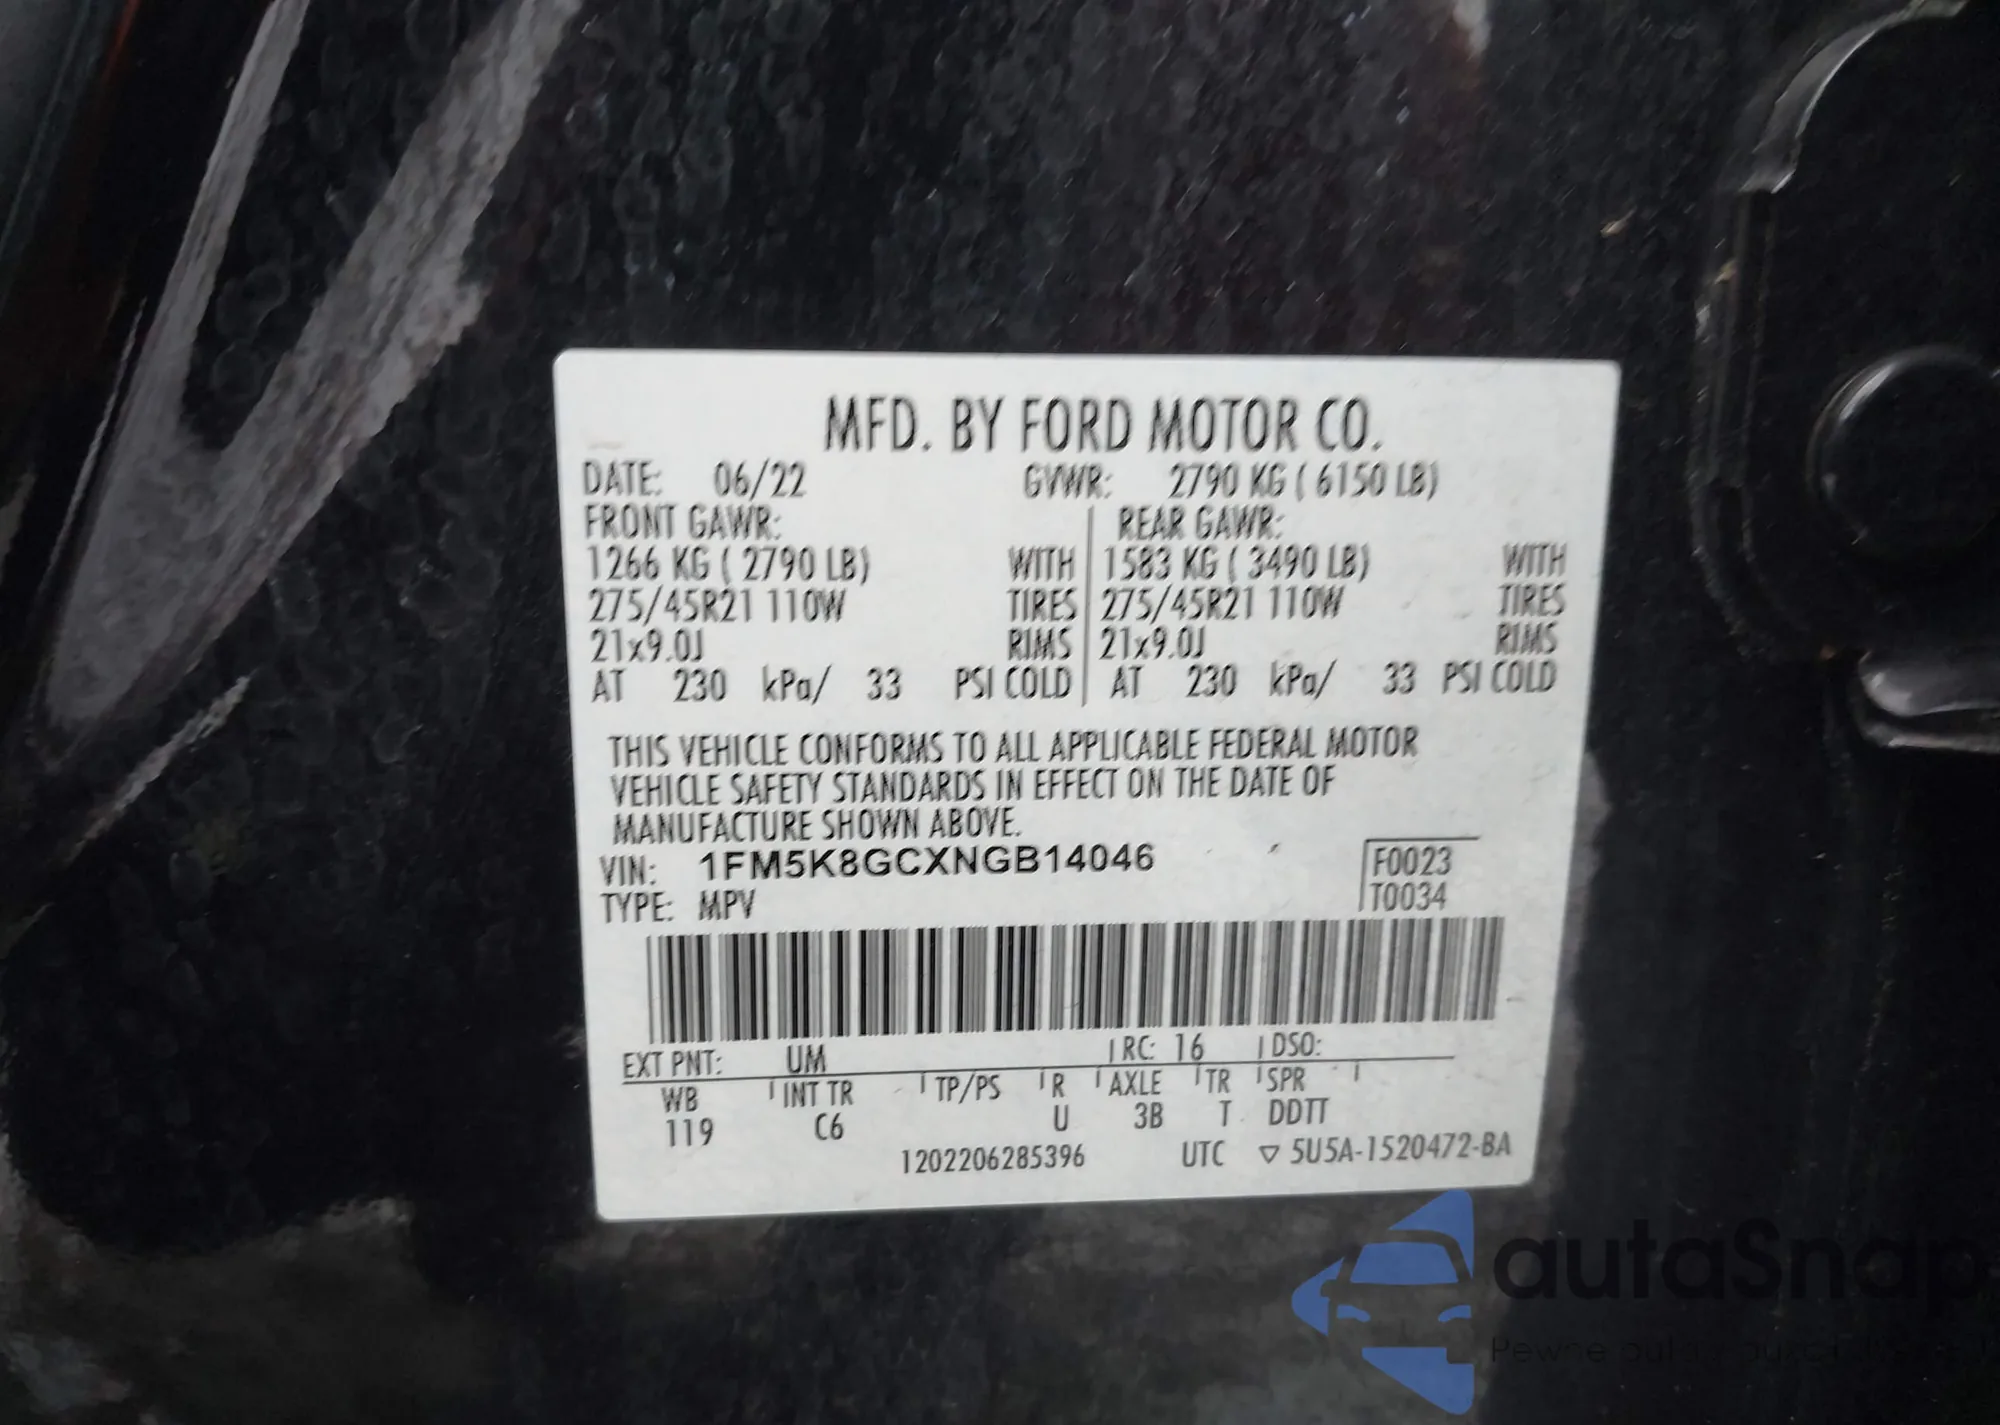 MFD. BY FORD MOTOR CO.
DATE: 06/22 GVWR: 2790 KG ( 6150 LB)
FRONT GAWR: REAR GAWR:
1266 KG ( 2790 LB) WITH 1583 KG ( 3490 LB) WITH
275/45R21 110W TIRES 275/45R21 110W TIRES
21x9.0J RIMS 21x9.0J RIMS
AT 230 kPa/ 33 PSI COLD AT 230 kPa/ 33 PSI COLD
THIS VEHICLE CONFORMS TO ALL APPLICABLE FEDERAL MOTOR
VEHICLE SAFETY STANDARDS IN EFFECT ON THE DATE OF
MANUFACTURE SHOWN ABOVE.
VIN: 1FM5K8GCXNGB14046 F0023
TYPE: MPV T0034
EXT PNT: UM RC: 16 DSO:
WB INT TR TP/PS R AXLE TR SPR
119 C6 U 3B T DDTT
1202206285396 UTC ▽ 5U5A-1520472-BA
autaSnap
Pewne auta